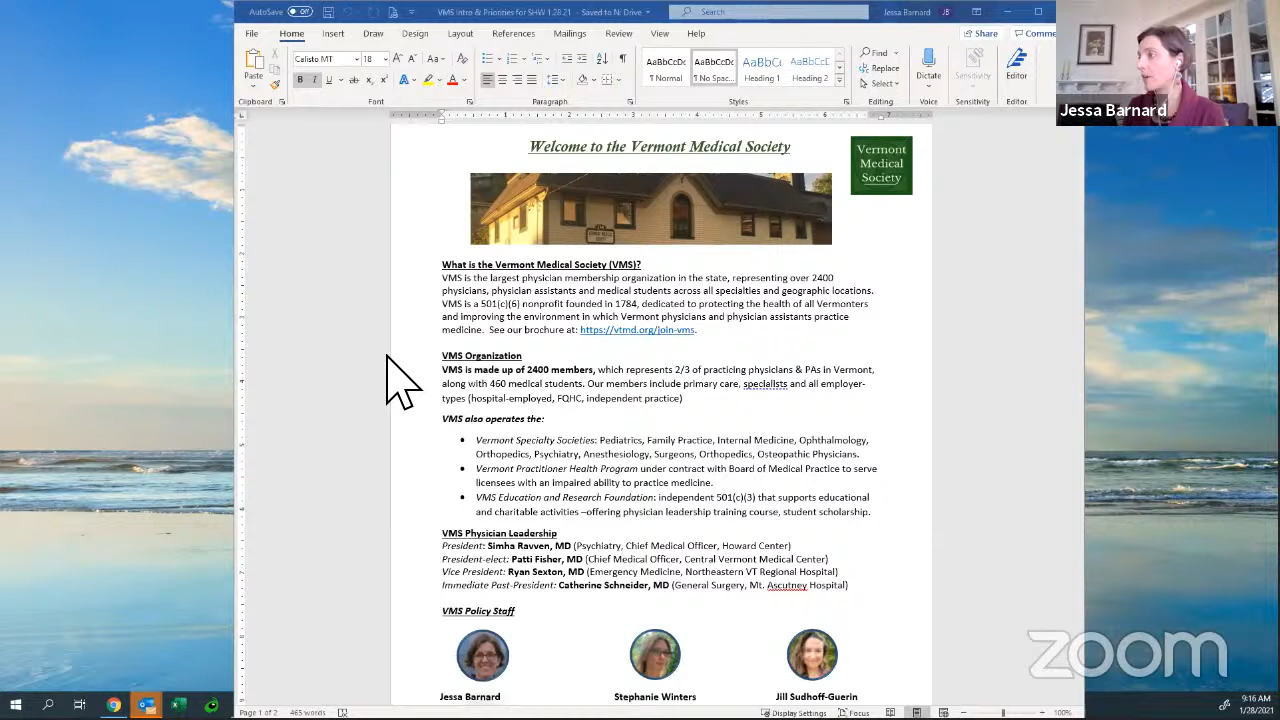 AutoSave Off VMS Intro & Priorities for SHW 1.28.21 - Saved to N: Drive Search Jessa Barnard JB
File Home Insert Draw Design Layout References Mailings Review View Help Share Comme
Calisto MT 18 Find
Paste Replace Dictate Sensitivity Editor
AaBbCcDc AaBbCcDc AaBbC( AaBbCcD
¶ Normal ¶ No Spac... Heading 1 Heading 2 Select
Clipboard Font Paragraph Styles Editing Voice Sensitivity Editor
Jessa Barnard
Welcome to the Vermont Medical Society
Vermont
Medical
Society
What is the Vermont Medical Society (VMS)?
VMS is the largest physician membership organization in the state, representing over 2400
physicians, physician assistants and medical students across all specialties and geographic locations.
VMS is a 501(c)(6) nonprofit founded in 1784, dedicated to protecting the health of all Vermonters
and improving the environment in which Vermont physicians and physician assistants practice
medicine. See our brochure at: https://vtmd.org/join-vms.
VMS Organization
VMS is made up of 2400 members, which represents 2/3 of practicing physicians & PAs in Vermont,
along with 460 medical students. Our members include primary care, specialists and all employer-
types (hospital-employed, FQHC, independent practice)
VMS also operates the:
• Vermont Specialty Societies: Pediatrics, Family Practice, Internal Medicine, Ophthalmology,
Orthopedics, Psychiatry, Anesthesiology, Surgeons, Orthopedics, Osteopathic Physicians.
• Vermont Practitioner Health Program under contract with Board of Medical Practice to serve
licensees with an impaired ability to practice medicine.
• VMS Education and Research Foundation: independent 501(c)(3) that supports educational
and charitable activities –offering physician leadership training course, student scholarship.
VMS Physician Leadership
President: Simha Ravven, MD (Psychiatry, Chief Medical Officer, Howard Center)
President-elect: Patti Fisher, MD (Chief Medical Officer, Central Vermont Medical Center)
Vice President: Ryan Sexton, MD (Emergency Medicine, Northeastern VT Regional Hospital)
Immediate Past-President: Catherine Schneider, MD (General Surgery, Mt. Ascutney Hospital)
VMS Policy Staff
Jessa Barnard Stephanie Winters Jill Sudhoff-Guerin
zoom
Page 1 of 2 465 words Display Settings Focus 100%
9:16 AM
1/28/2021